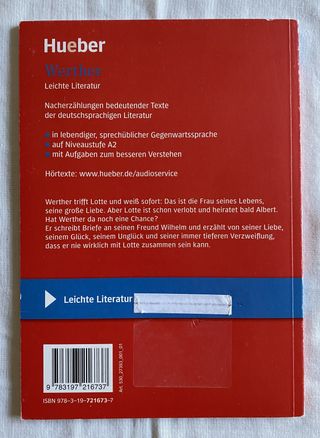 Hueber
Werther
Leichte Literatur
Nacherzählungen bedeutender Texte
der deutschsprachigen Literatur
in lebendiger, sprechüblicher Gegenwartssprache
auf Niveaustufe A2
mit Aufgaben zum besseren Verstehen
Hörtexte: www.hueber.de/audioservice
Werther trifft Lotte und weiß sofort: Das ist die Frau seines Lebens,
seine große Liebe. Aber Lotte ist schon verlobt und heiratet bald Albert.
Hat Werther da noch eine Chance?
Er schreibt Briefe an seinen Freund Wilhelm und erzählt von seiner Liebe,
seinem Glück, seinem Unglück und seiner immer tieferen Verzweiflung,
dass er nie wirklich mit Lotte zusammen sein kann.
Leichte Literatur
Art. 530_27353_001_01
9 783197 216737
ISBN 978-3-19-721673-7